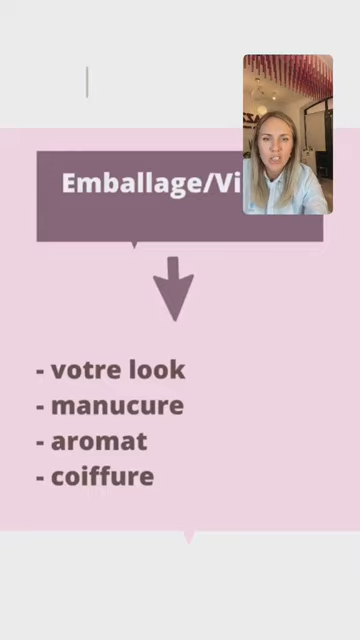 Emballage/Vi
- votre look
- manucure
- aromat
- coiffure